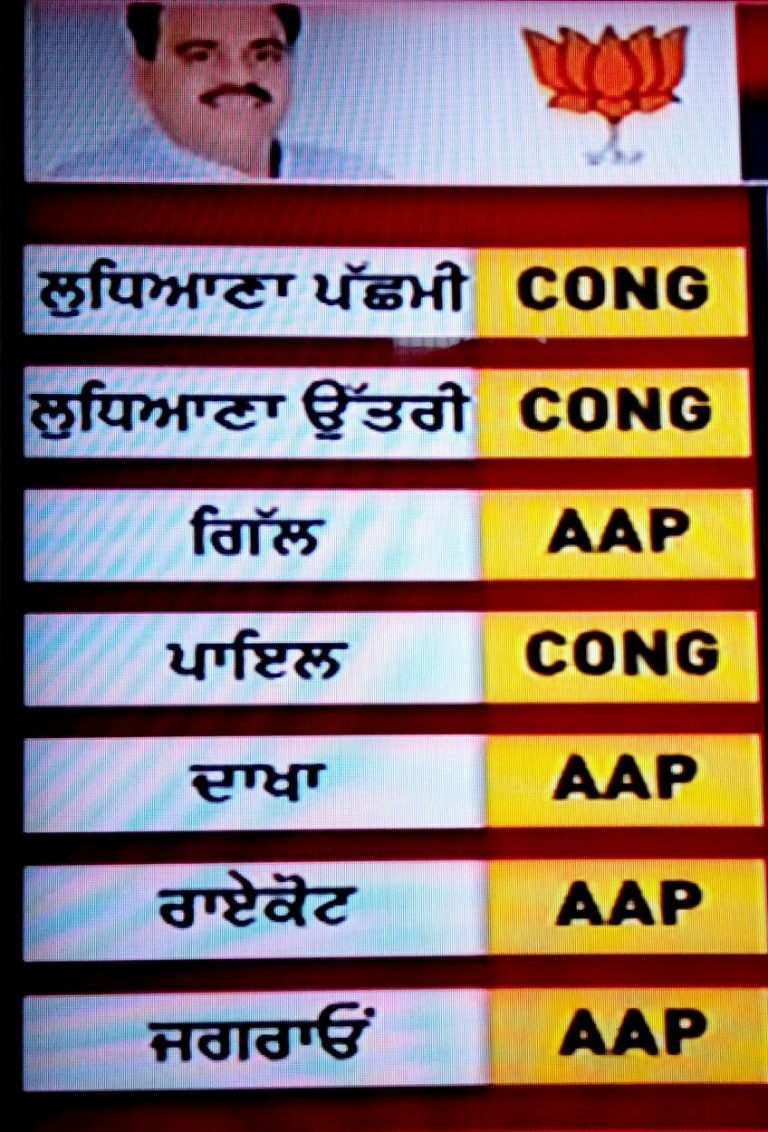 ਲੁਧਿਆਣਾ ਪੱਛਮੀ CONG
ਲੁਧਿਆਣਾ ਉੱਤਰੀ CONG
ਗਿੱਲ AAP
ਪਾਇਲ CONG
ਦਾਖਾ AAP
ਰਾਏਕੋਟ AAP
ਜਗਰਾਓਂ AAP